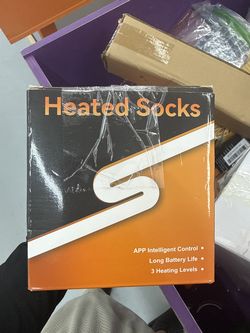 Heated Socks
S
APP Intelligent Control
Long Battery Life
3 Heating Levels